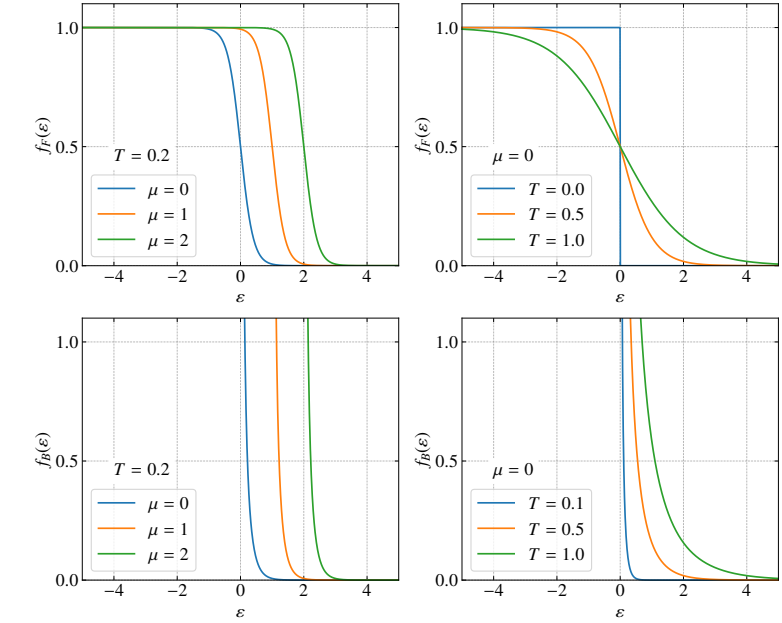 1.0
0.5
0.0
f_F(ε)
T = 0.2
μ = 0
μ = 1
μ = 2
−4 −2 0 2 4
ε
1.0
0.5
0.0
f_F(ε)
μ = 0
T = 0.0
T = 0.5
T = 1.0
−4 −2 0 2 4
ε
1.0
0.5
0.0
f_B(ε)
T = 0.2
μ = 0
μ = 1
μ = 2
−4 −2 0 2 4
ε
1.0
0.5
0.0
f_B(ε)
μ = 0
T = 0.1
T = 0.5
T = 1.0
−4 −2 0 2 4
ε